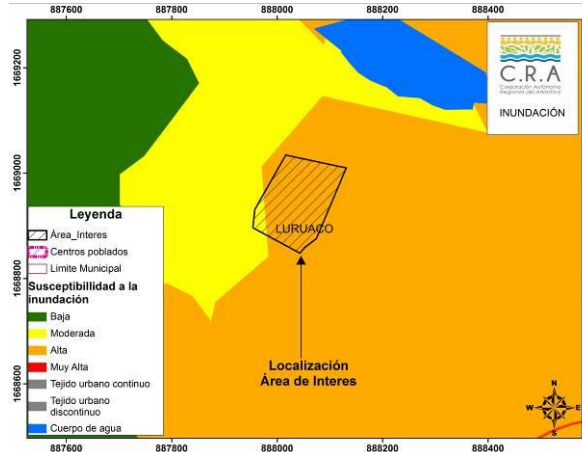 887600 887800 888000 888200 888400
1669200
1669000
1668800
1668600
C.R.A
Corporación Autónoma
Regional del Atlántico
INUNDACIÓN
LURUACO
Leyenda
Área_Interes
Centros poblados
Limite Municipal
Susceptibillidad a la
inundación
Baja
Moderada
Alta
Muy Alta
Tejido urbano continuo
Tejido urbano
discontinuo
Cuerpo de agua
Localización
Área de Interes
N
W E
S
887600 887800 888000 888200 888400